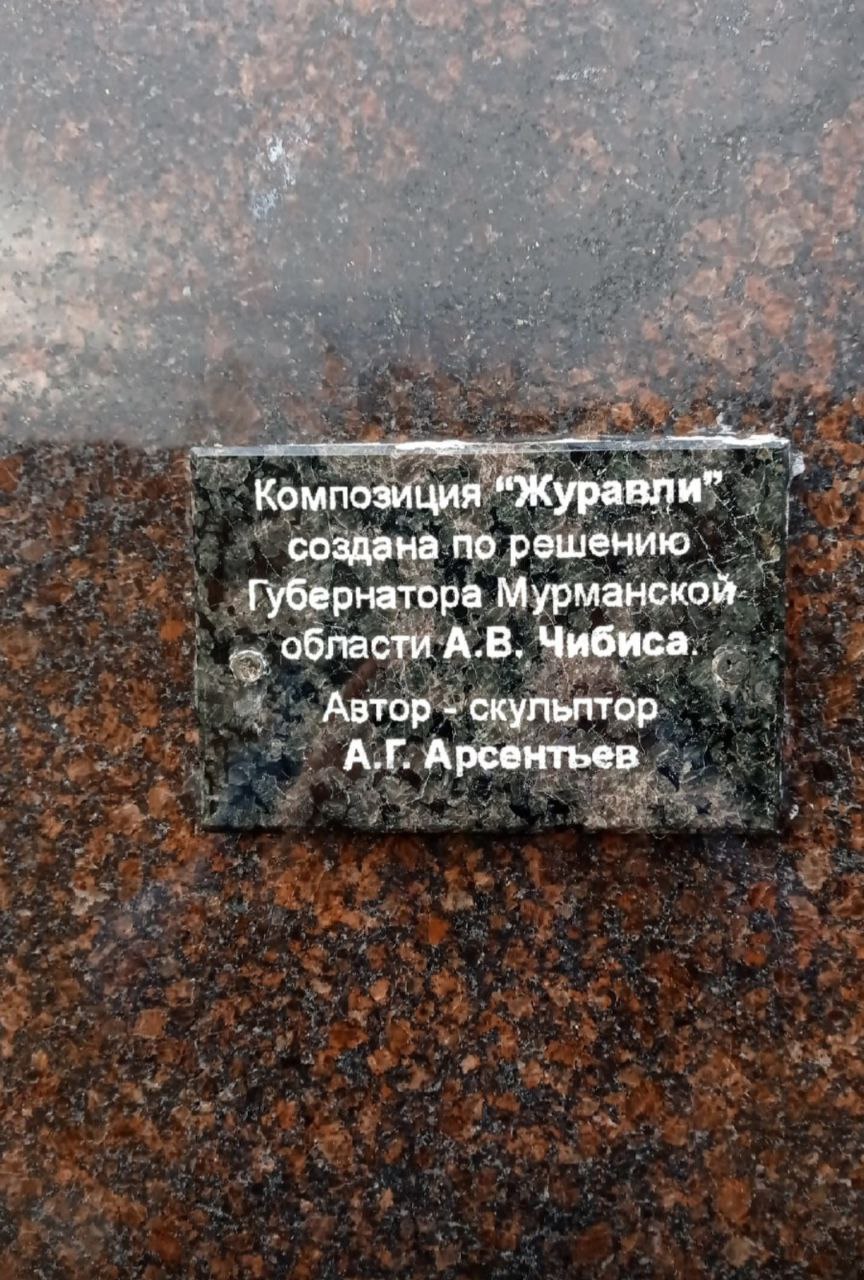 Композиция “Журавли”
создана по решению
Губернатора Мурманской
области А.В. Чибиса.
Автор - скульптор
А.Г. Арсентьев